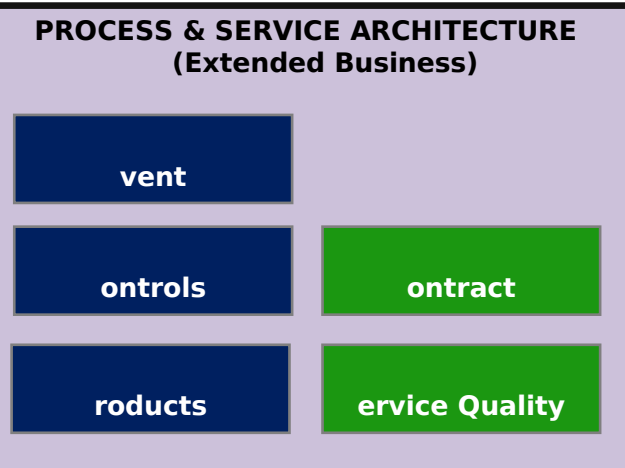 PROCESS & SERVICE ARCHITECTURE
(Extended Business)
vent
ontrols
ontract
roducts
ervice Quality